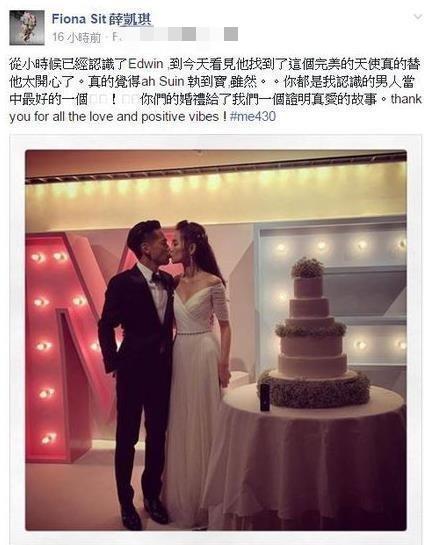 Fiona Sit 薛凱琪
16 小時前 · F.
從小時候已經認識了Edwin ,到今天看見他找到了這個完美的天使真的替
他太開心了。真的覺得ah Suin 執到寶,雖然。。你都是我認識的男人當
中最好的一個□□！□□你們的婚禮給了我們一個證明真愛的故事。thank
you for all the love and positive vibes ! #me430
M E